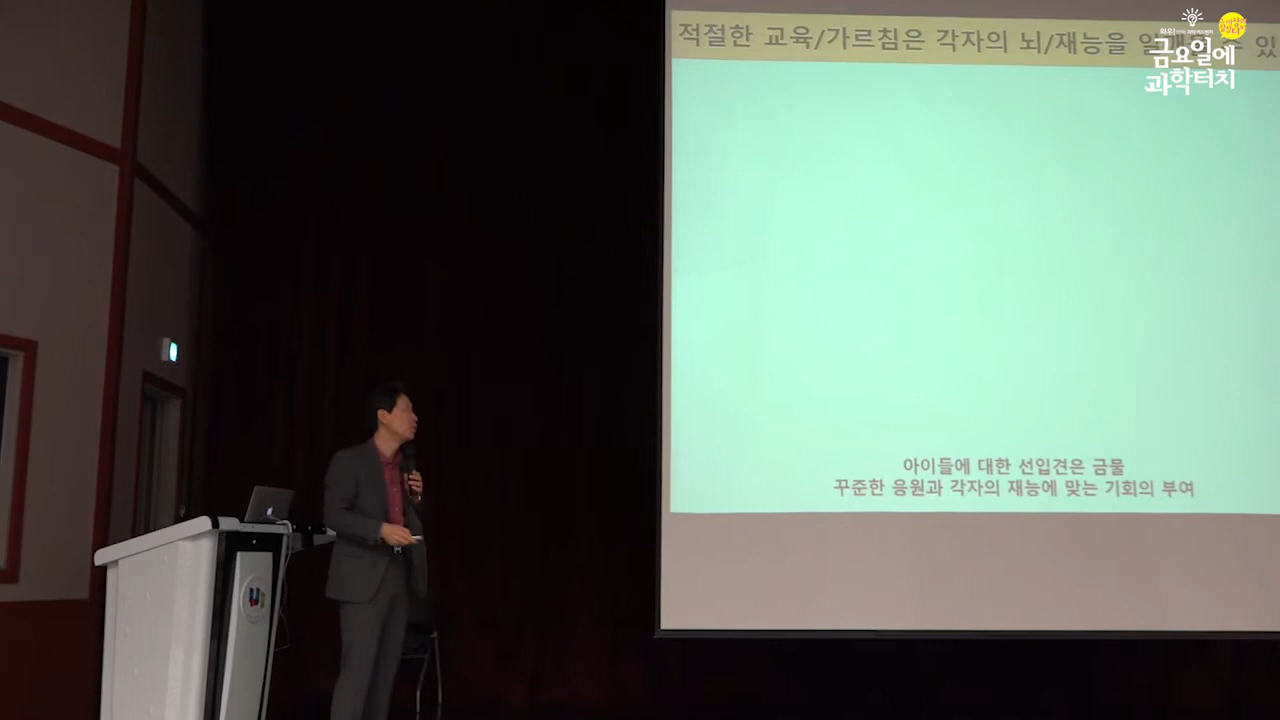 적절한 교육/가르침은 각자의 뇌/재능을
금요일에
과학터치
아이들에 대한 선입견은 금물
꾸준한 응원과 각자의 재능에 맞는 기회의 부여